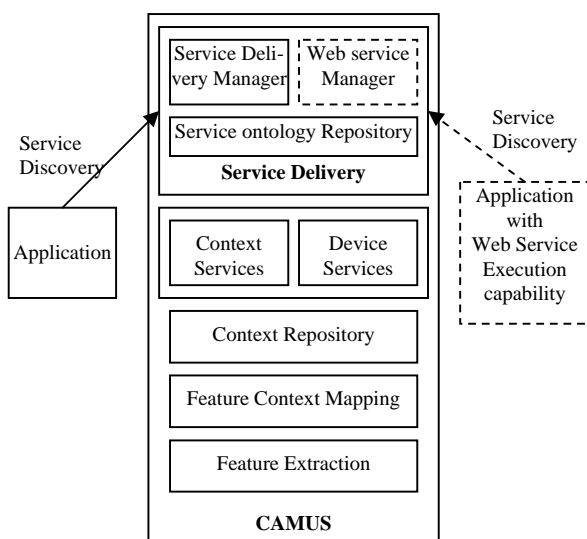 Service Deli-
very Manager
Web service
Manager
Service ontology Repository
Service Delivery
Service
Discovery
Service
Discovery
Application
Application
with
Web Service
Execution
capability
Context
Services
Device
Services
Context Repository
Feature Context Mapping
Feature Extraction
CAMUS